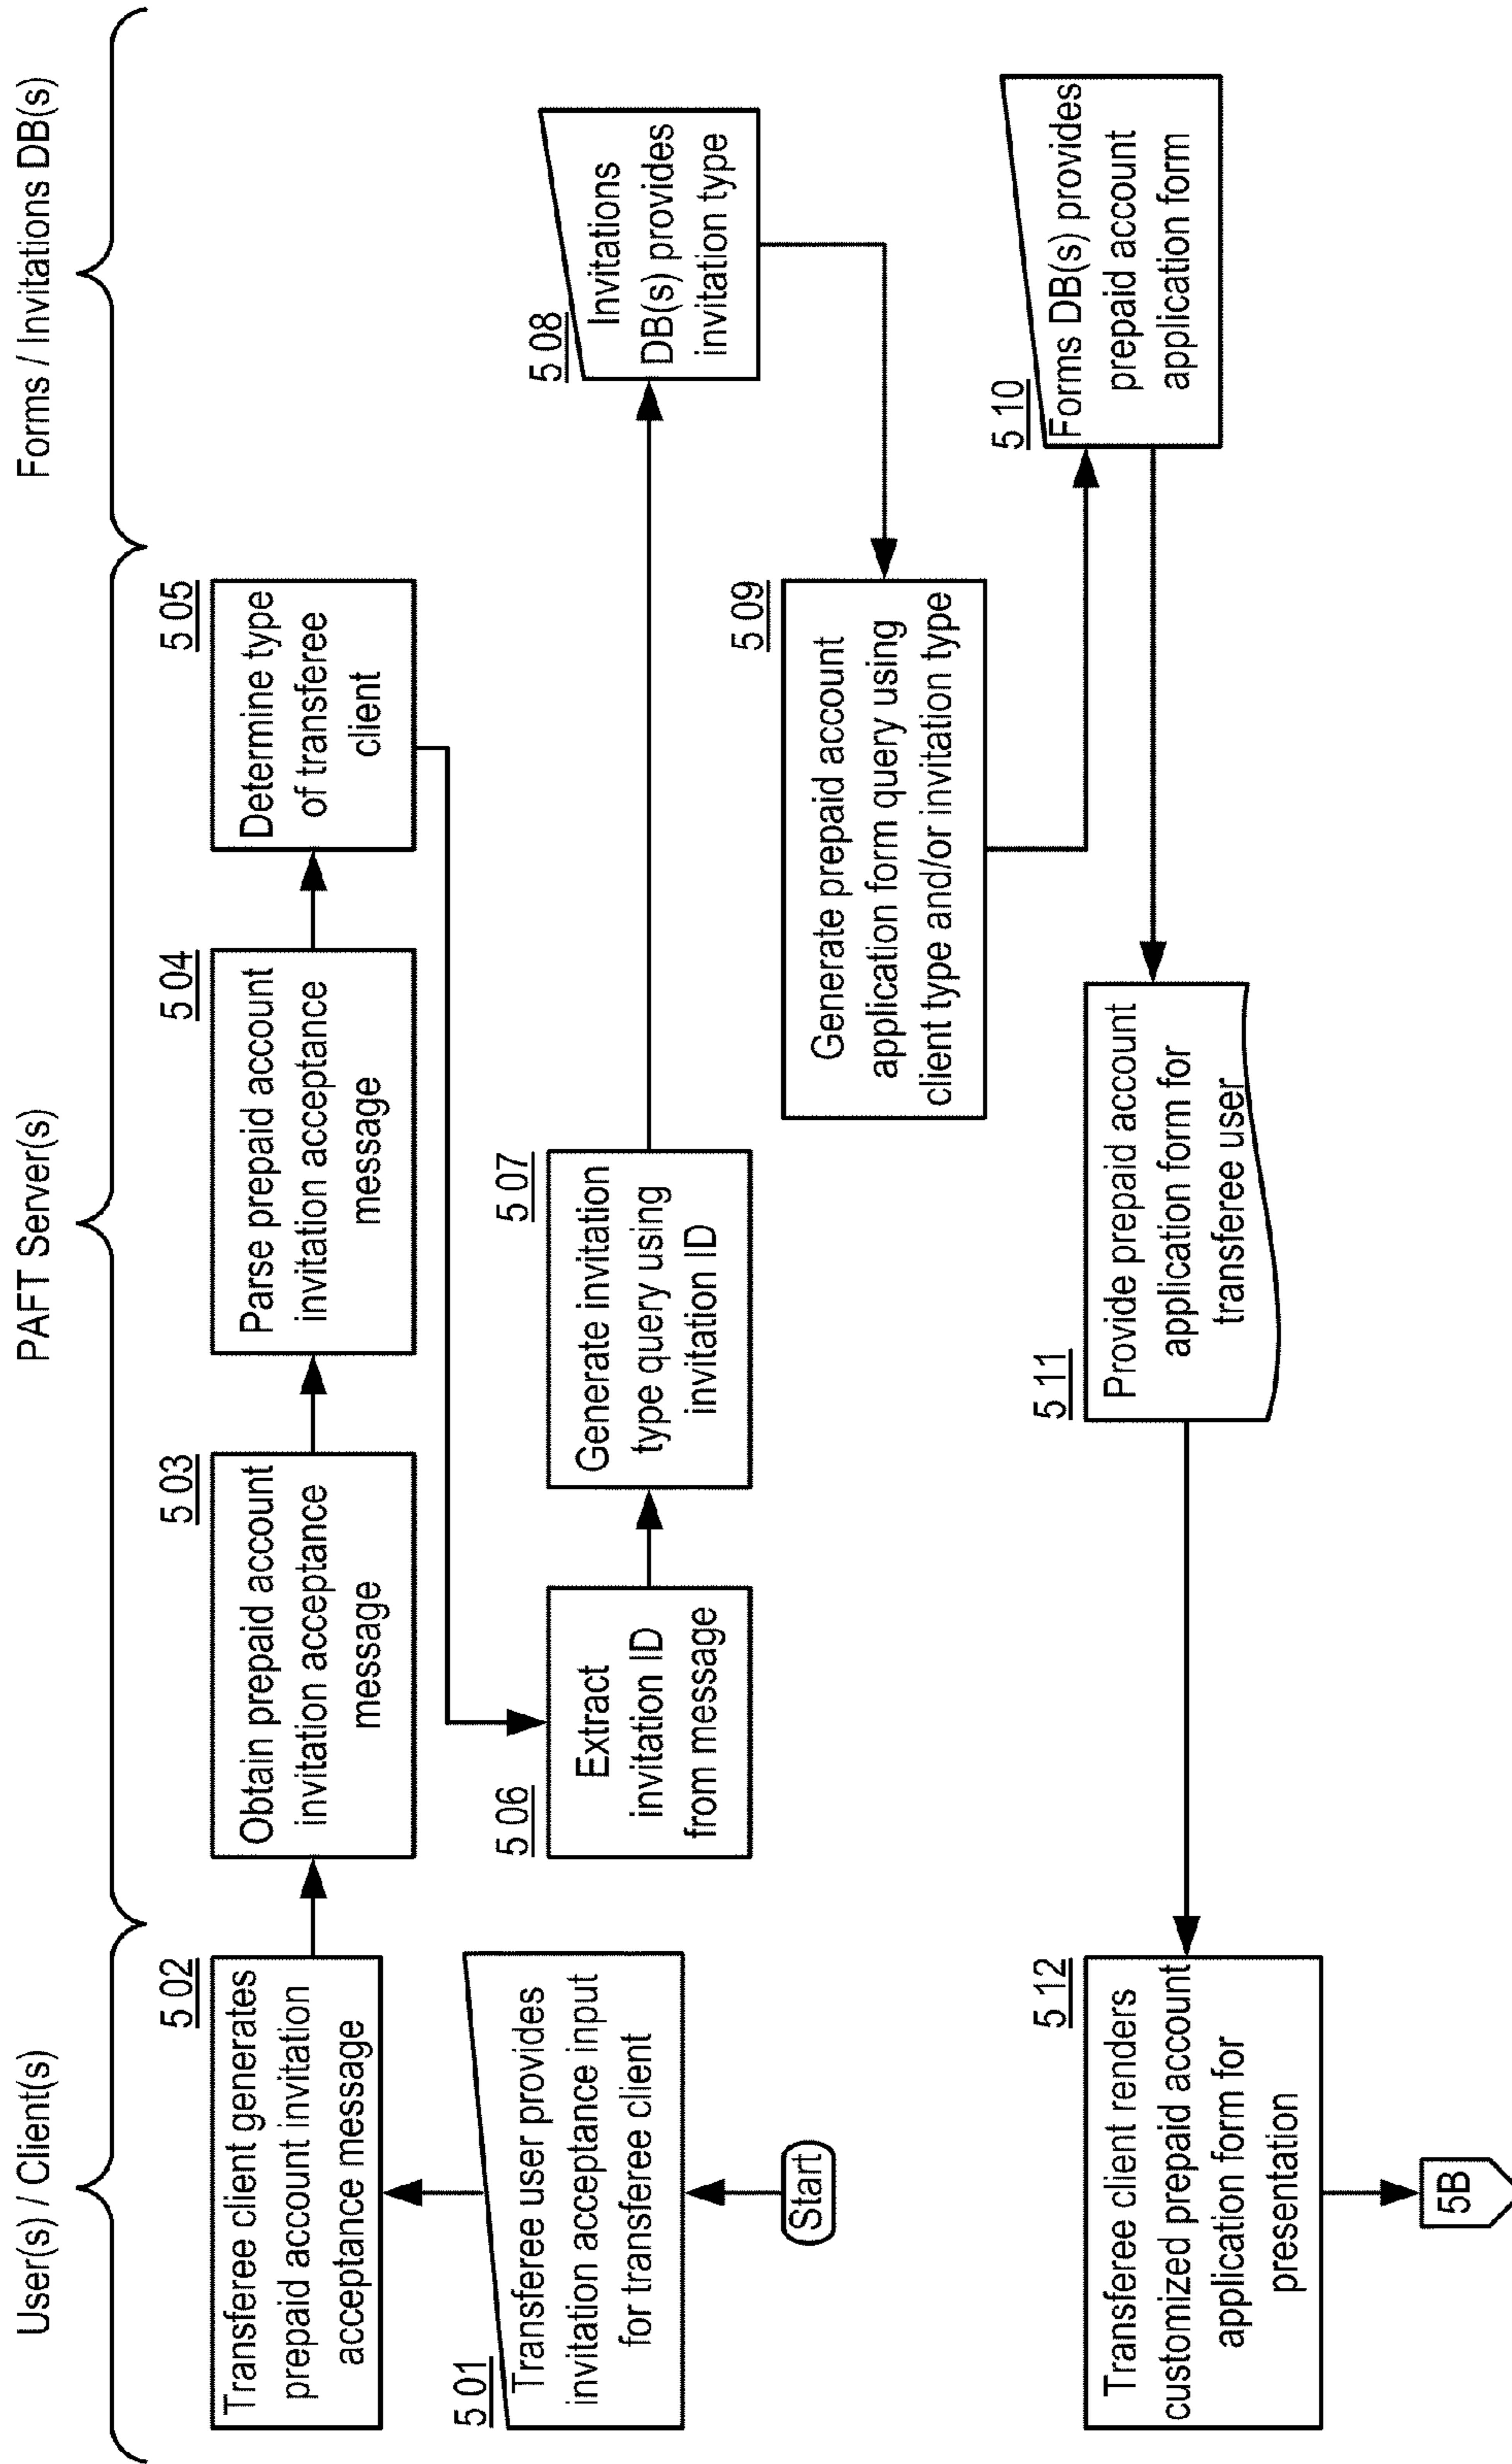 User(s) / Client(s)
PAFT Server(s)
Forms / Invitations DB(s)
5 01
Transferee user provides
invitation acceptance input
for transferee client
Start
5 02
Transferee client generates
prepaid account invitation
acceptance message
5 03
Obtain prepaid account
invitation acceptance
message
5 04
Parse prepaid account
invitation acceptance
message
5 05
Determine type
of transferee
client
5 06
Extract
invitation ID
from message
5 07
Generate invitation
type query using
invitation ID
5 08
Invitations
DB(s) provides
invitation type
5 09
Generate prepaid account
application form query using
client type and/or invitation type
5 10
Forms DB(s) provides
prepaid account
application form
5 11
Provide prepaid account
application form for
transferee user
5 12
Transferee client renders
customized prepaid account
application form for
presentation
5B